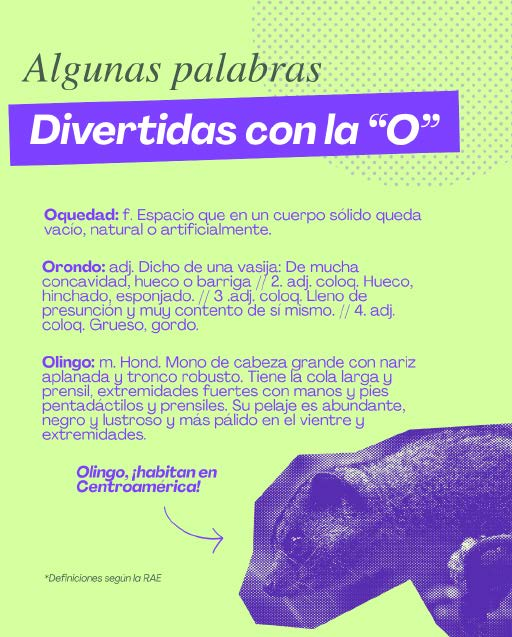 Algunas palabras
Divertidas con la “O”
Oquedad: f. Espacio que en un cuerpo sólido queda
vacío, natural o artificialmente.
Orondo: adj. Dicho de una vasija: De mucha
concavidad, hueco o barriga // 2. adj. coloq. Hueco,
hinchado, esponjado. // 3 .adj. coloq. Lleno de
presunción y muy contento de sí mismo. // 4. adj.
coloq. Grueso, gordo.
Olingo: m. Hond. Mono de cabeza grande con nariz
aplanada y tronco robusto. Tiene la cola larga y
prensil, extremidades fuertes con manos y pies
pentadáctilos y prensiles. Su pelaje es abundante,
negro y lustroso y más pálido en el vientre y
extremidades.
Olingo, ¡habitan en
Centroamérica!
*Definiciones según la RAE